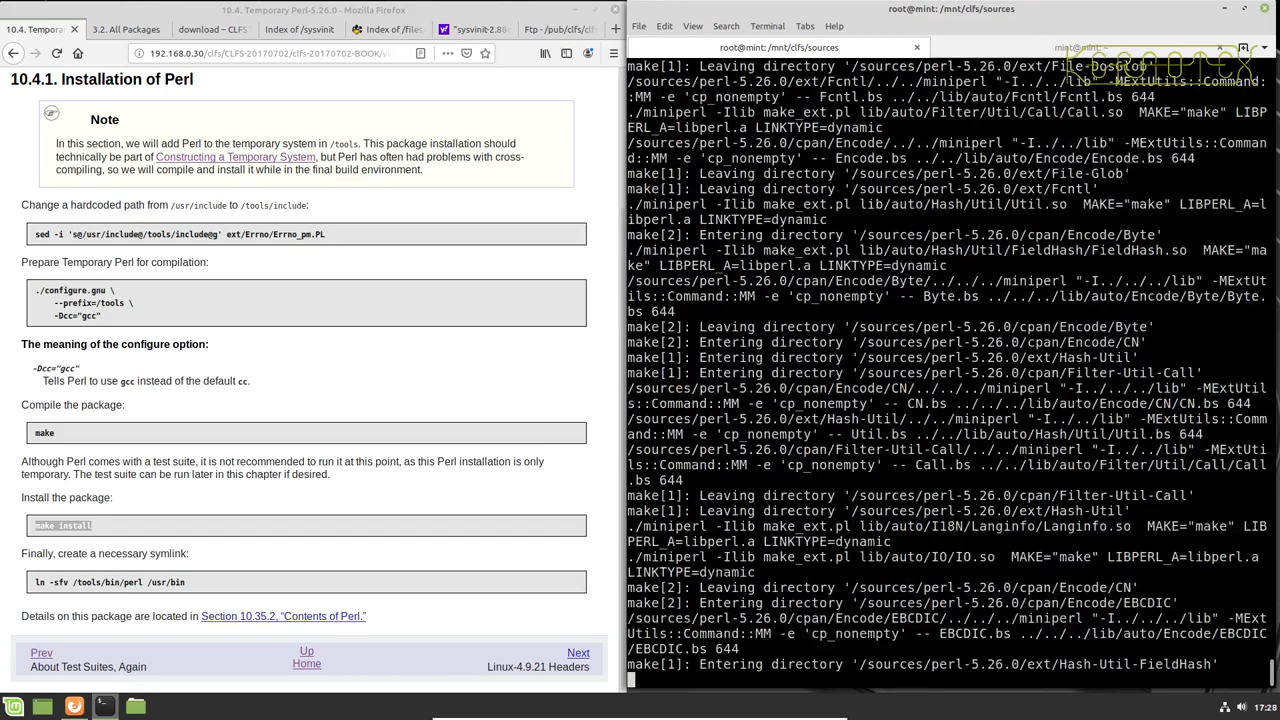 10.4. Temporary Perl-5.26.0 - Mozilla Firefox
10.4. Tempora
3.2. All Packages
download – CLFS
Index of /sysvinit
Index of /files
"sysvinit-2.88
Ftp - /pub/clfs/c
192.168.0.30/clfs/CLFS-20170702/clfs-20170702-BOOK/
10.4.1. Installation of Perl
Note
In this section, we will add Perl to the temporary system in /tools. This package installation should
technically be part of Constructing a Temporary System, but Perl has often had problems with cross-
compiling, so we will compile and install it while in the final build environment.
Change a hardcoded path from /usr/include to /tools/include:
sed -i 's@/usr/include@/tools/include@g' ext/Errno/Errno_pm.PL
Prepare Temporary Perl for compilation:
./configure.gnu \
--prefix=/tools \
-Dcc="gcc"
The meaning of the configure option:
-Dcc="gcc"
Tells Perl to use gcc instead of the default cc.
Compile the package:
make
Although Perl comes with a test suite, it is not recommended to run it at this point, as this Perl installation is only
temporary. The test suite can be run later in this chapter if desired.
Install the package:
make install
Finally, create a necessary symlink:
ln -sfv /tools/bin/perl /usr/bin
Details on this package are located in Section 10.35.2, “Contents of Perl.”
Prev
Up
Next
About Test Suites, Again
Home
Linux-4.9.21 Headers
root@mint: /mnt/clfs/sources
File Edit View Search Terminal Tabs Help
root@mint: /mnt/clfs/sources
root@mint: ~
make[1]: Leaving directory '/sources/perl-5.26.0/ext/File-DosGlob'
/sources/perl-5.26.0/ext/Fcntl/../../miniperl "-I../../lib" -MExtUtils::Command:
:MM -e 'cp_nonempty' -- Fcntl.bs ../../lib/auto/Fcntl/Fcntl.bs 644
./miniperl -Ilib make_ext.pl lib/auto/Filter/Util/Call/Call.so  MAKE="make" LIBP
ERL_A=libperl.a LINKTYPE=dynamic
/sources/perl-5.26.0/cpan/Encode/../../miniperl "-I../../lib" -MExtUtils::Comman
d::MM -e 'cp_nonempty' -- Encode.bs ../../lib/auto/Encode/Encode.bs 644
make[1]: Leaving directory '/sources/perl-5.26.0/ext/File-Glob'
make[1]: Leaving directory '/sources/perl-5.26.0/ext/Fcntl'
./miniperl -Ilib make_ext.pl lib/auto/Hash/Util/Util.so  MAKE="make" LIBPERL_A=l
ibperl.a LINKTYPE=dynamic
make[2]: Entering directory '/sources/perl-5.26.0/cpan/Encode/Byte'
./miniperl -Ilib make_ext.pl lib/auto/Hash/Util/FieldHash/FieldHash.so  MAKE="ma
ke" LIBPERL_A=libperl.a LINKTYPE=dynamic
/sources/perl-5.26.0/cpan/Encode/Byte/../../../miniperl "-I../../../lib" -MExtUt
ils::Command::MM -e 'cp_nonempty' -- Byte.bs ../../../lib/auto/Encode/Byte/Byte.
bs 644
make[2]: Leaving directory '/sources/perl-5.26.0/cpan/Encode/Byte'
make[2]: Entering directory '/sources/perl-5.26.0/cpan/Encode/CN'
make[1]: Leaving directory '/sources/perl-5.26.0/ext/Hash-Util'
make[1]: Entering directory '/sources/perl-5.26.0/cpan/Filter-Util-Call'
/sources/perl-5.26.0/cpan/Encode/CN/../../../miniperl "-I../../../lib" -MExtUtil
s::Command::MM -e 'cp_nonempty' -- CN.bs ../../../lib/auto/Encode/CN/CN.bs 644
/sources/perl-5.26.0/ext/Hash-Util/../../miniperl "-I../../lib" -MExtUtils::Comm
and::MM -e 'cp_nonempty' -- Util.bs ../../lib/auto/Hash/Util/Util.bs 644
/sources/perl-5.26.0/cpan/Filter-Util-Call/../../miniperl "-I../../lib" -MExtUti
ls::Command::MM -e 'cp_nonempty' -- Call.bs ../../lib/auto/Filter/Util/Call/Call
.bs 644
make[1]: Leaving directory '/sources/perl-5.26.0/cpan/Filter-Util-Call'
make[1]: Leaving directory '/sources/perl-5.26.0/ext/Hash-Util'
./miniperl -Ilib make_ext.pl lib/auto/I18N/Langinfo/Langinfo.so  MAKE="make" LIB
PERL_A=libperl.a LINKTYPE=dynamic
./miniperl -Ilib make_ext.pl lib/auto/IO/IO.so  MAKE="make" LIBPERL_A=libperl.a
LINKTYPE=dynamic
make[2]: Leaving directory '/sources/perl-5.26.0/cpan/Encode/CN'
make[2]: Entering directory '/sources/perl-5.26.0/cpan/Encode/EBCDIC'
/sources/perl-5.26.0/cpan/Encode/EBCDIC/../../../miniperl "-I../../../lib" -MExt
Utils::Command::MM -e 'cp_nonempty' -- EBCDIC.bs ../../../lib/auto/Encode/EBCDIC
/EBCDIC.bs 644
make[1]: Entering directory '/sources/perl-5.26.0/ext/Hash-Util-FieldHash'
17:28